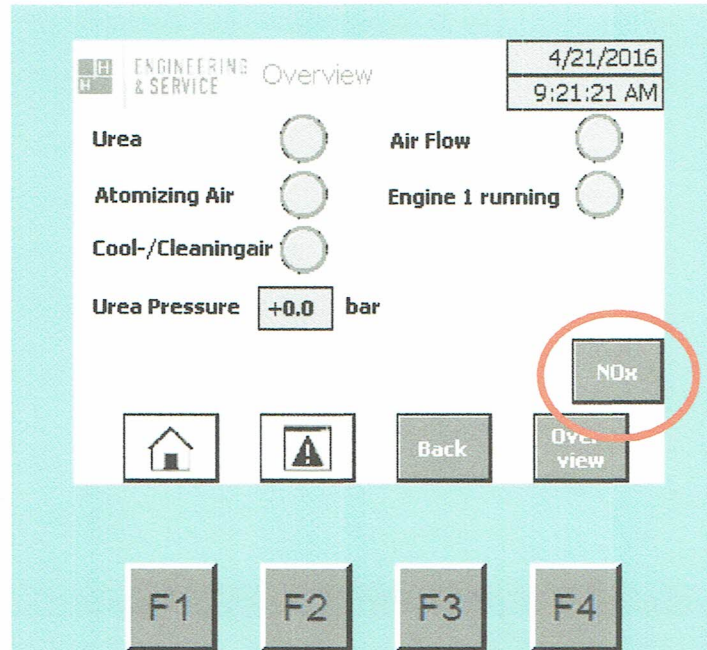 H H H ENGINEERING & SERVICE
Overview
4/21/2016
9:21:21 AM
Urea
Air Flow
Atomizing Air
Engine 1 running
Cool-/Cleaningair
Urea Pressure +0.0 bar
NOx
Back
Over-
view
F1 F2 F3 F4